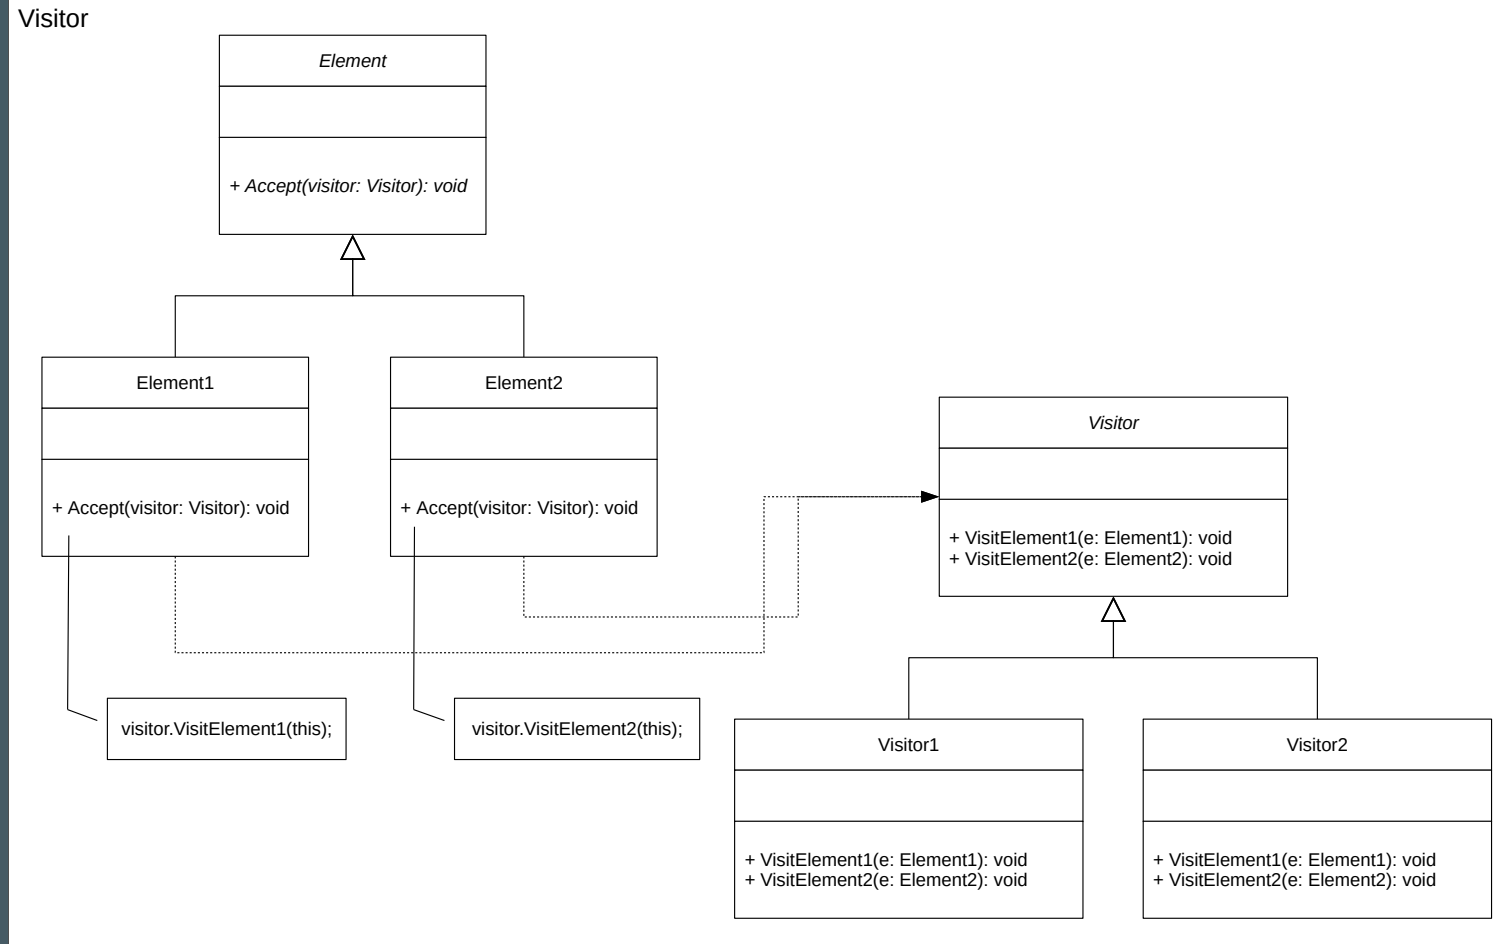 Visitor
Element
+ Accept(visitor: Visitor): void
Element1
+ Accept(visitor: Visitor): void
Element2
+ Accept(visitor: Visitor): void
visitor.VisitElement1(this);
visitor.VisitElement2(this);
Visitor
+ VisitElement1(e: Element1): void
+ VisitElement2(e: Element2): void
Visitor1
+ VisitElement1(e: Element1): void
+ VisitElement2(e: Element2): void
Visitor2
+ VisitElement1(e: Element1): void
+ VisitElement2(e: Element2): void